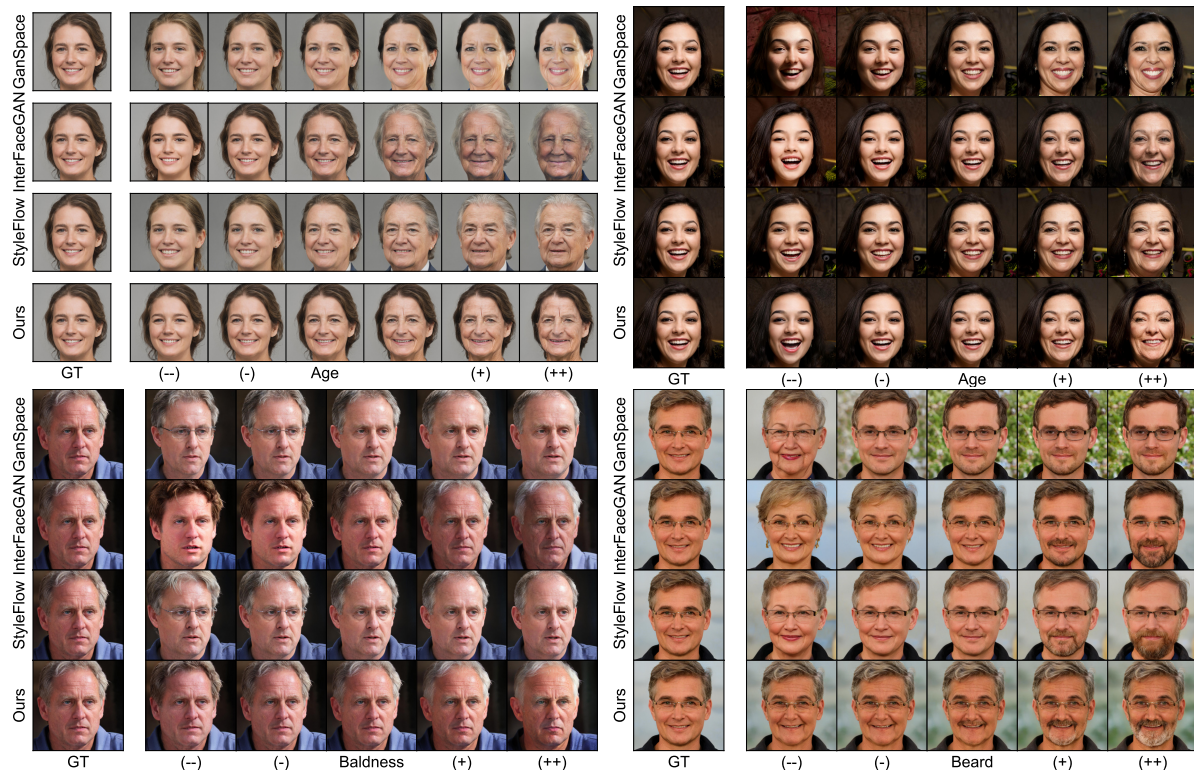 StyleFlow InterFaceGAN GanSpace
Ours
GT (--) (-) Age (+) (++)
StyleFlow InterFaceGAN GanSpace
Ours
GT (--) (-) Age (+) (++)
StyleFlow InterFaceGAN GanSpace
Ours
GT (--) (-) Baldness (+) (++)
StyleFlow InterFaceGAN GanSpace
Ours
GT (--) (-) Beard (+) (++)